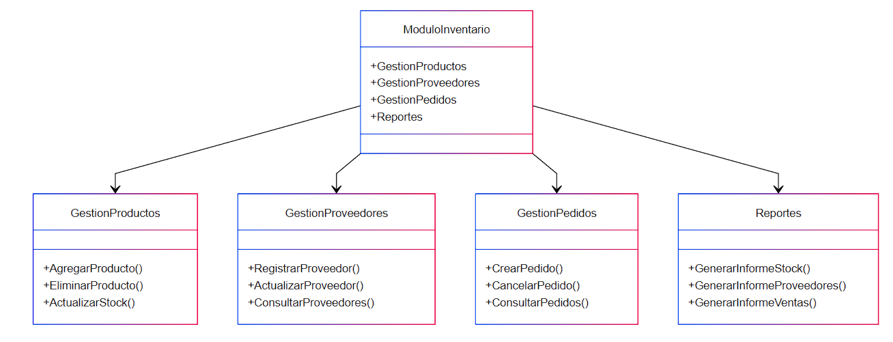 ModuloInventario
+GestionProductos
+GestionProveedores
+GestionPedidos
+Reportes
GestionProductos
+AgregarProducto()
+EliminarProducto()
+ActualizarStock()
GestionProveedores
+RegistrarProveedor()
+ActualizarProveedor()
+ConsultarProveedores()
GestionPedidos
+CrearPedido()
+CancelarPedido()
+ConsultarPedidos()
Reportes
+GenerarInformeStock()
+GenerarInformeProveedores()
+GenerarInformeVentas()